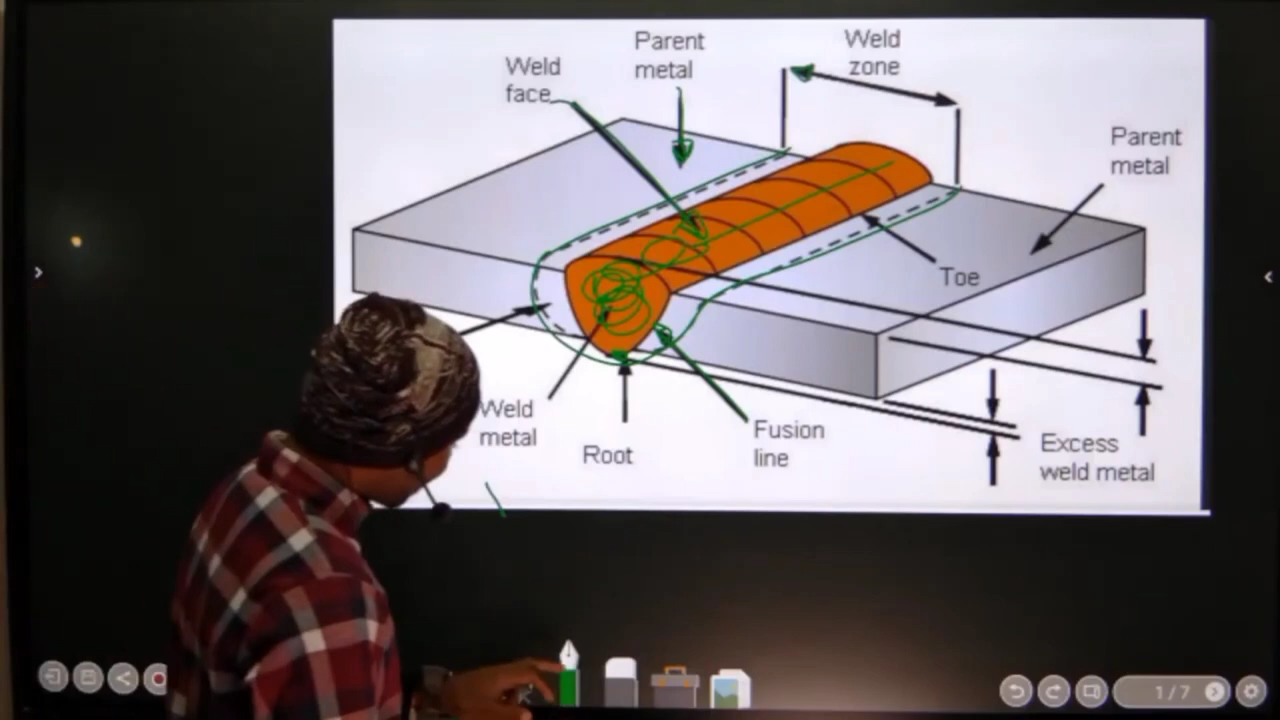 Parent
metal
Weld
zone
Weld
face
Parent
metal
Toe
Weld
metal
Root
Fusion
line
Excess
weld metal
1/7